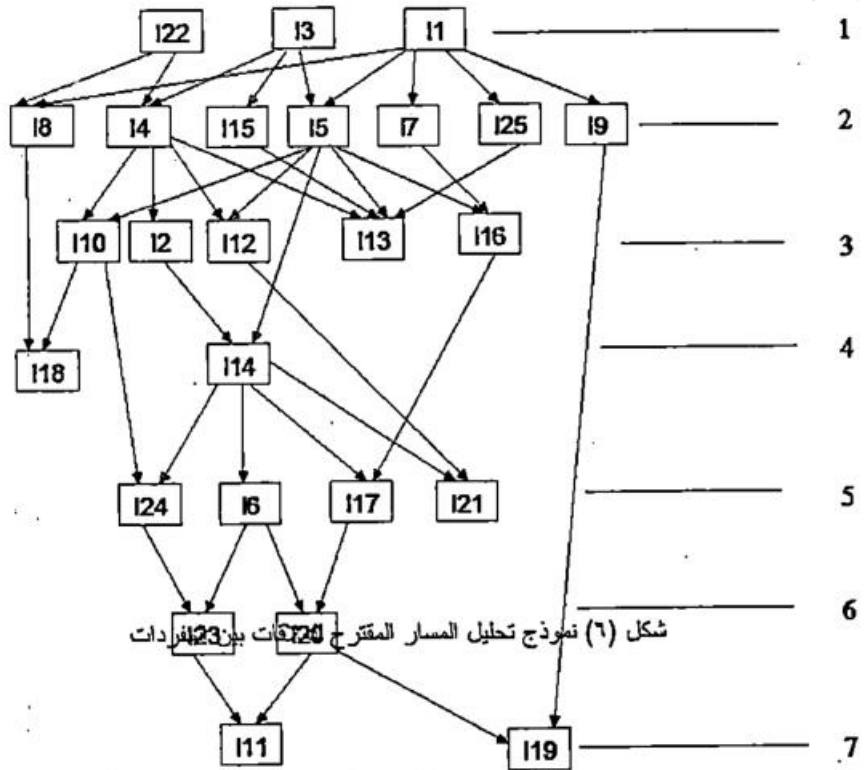 I22 I3 I1 1
I8 I4 I15 I5 I7 I25 I9 2
I10 I2 I12 I13 I16 3
I18 I14 4
I24 I6 I17 I21 5
6
I23 I20
شكل (٦) نموذج تحليل المسار المقترح بين
I11 I19 7